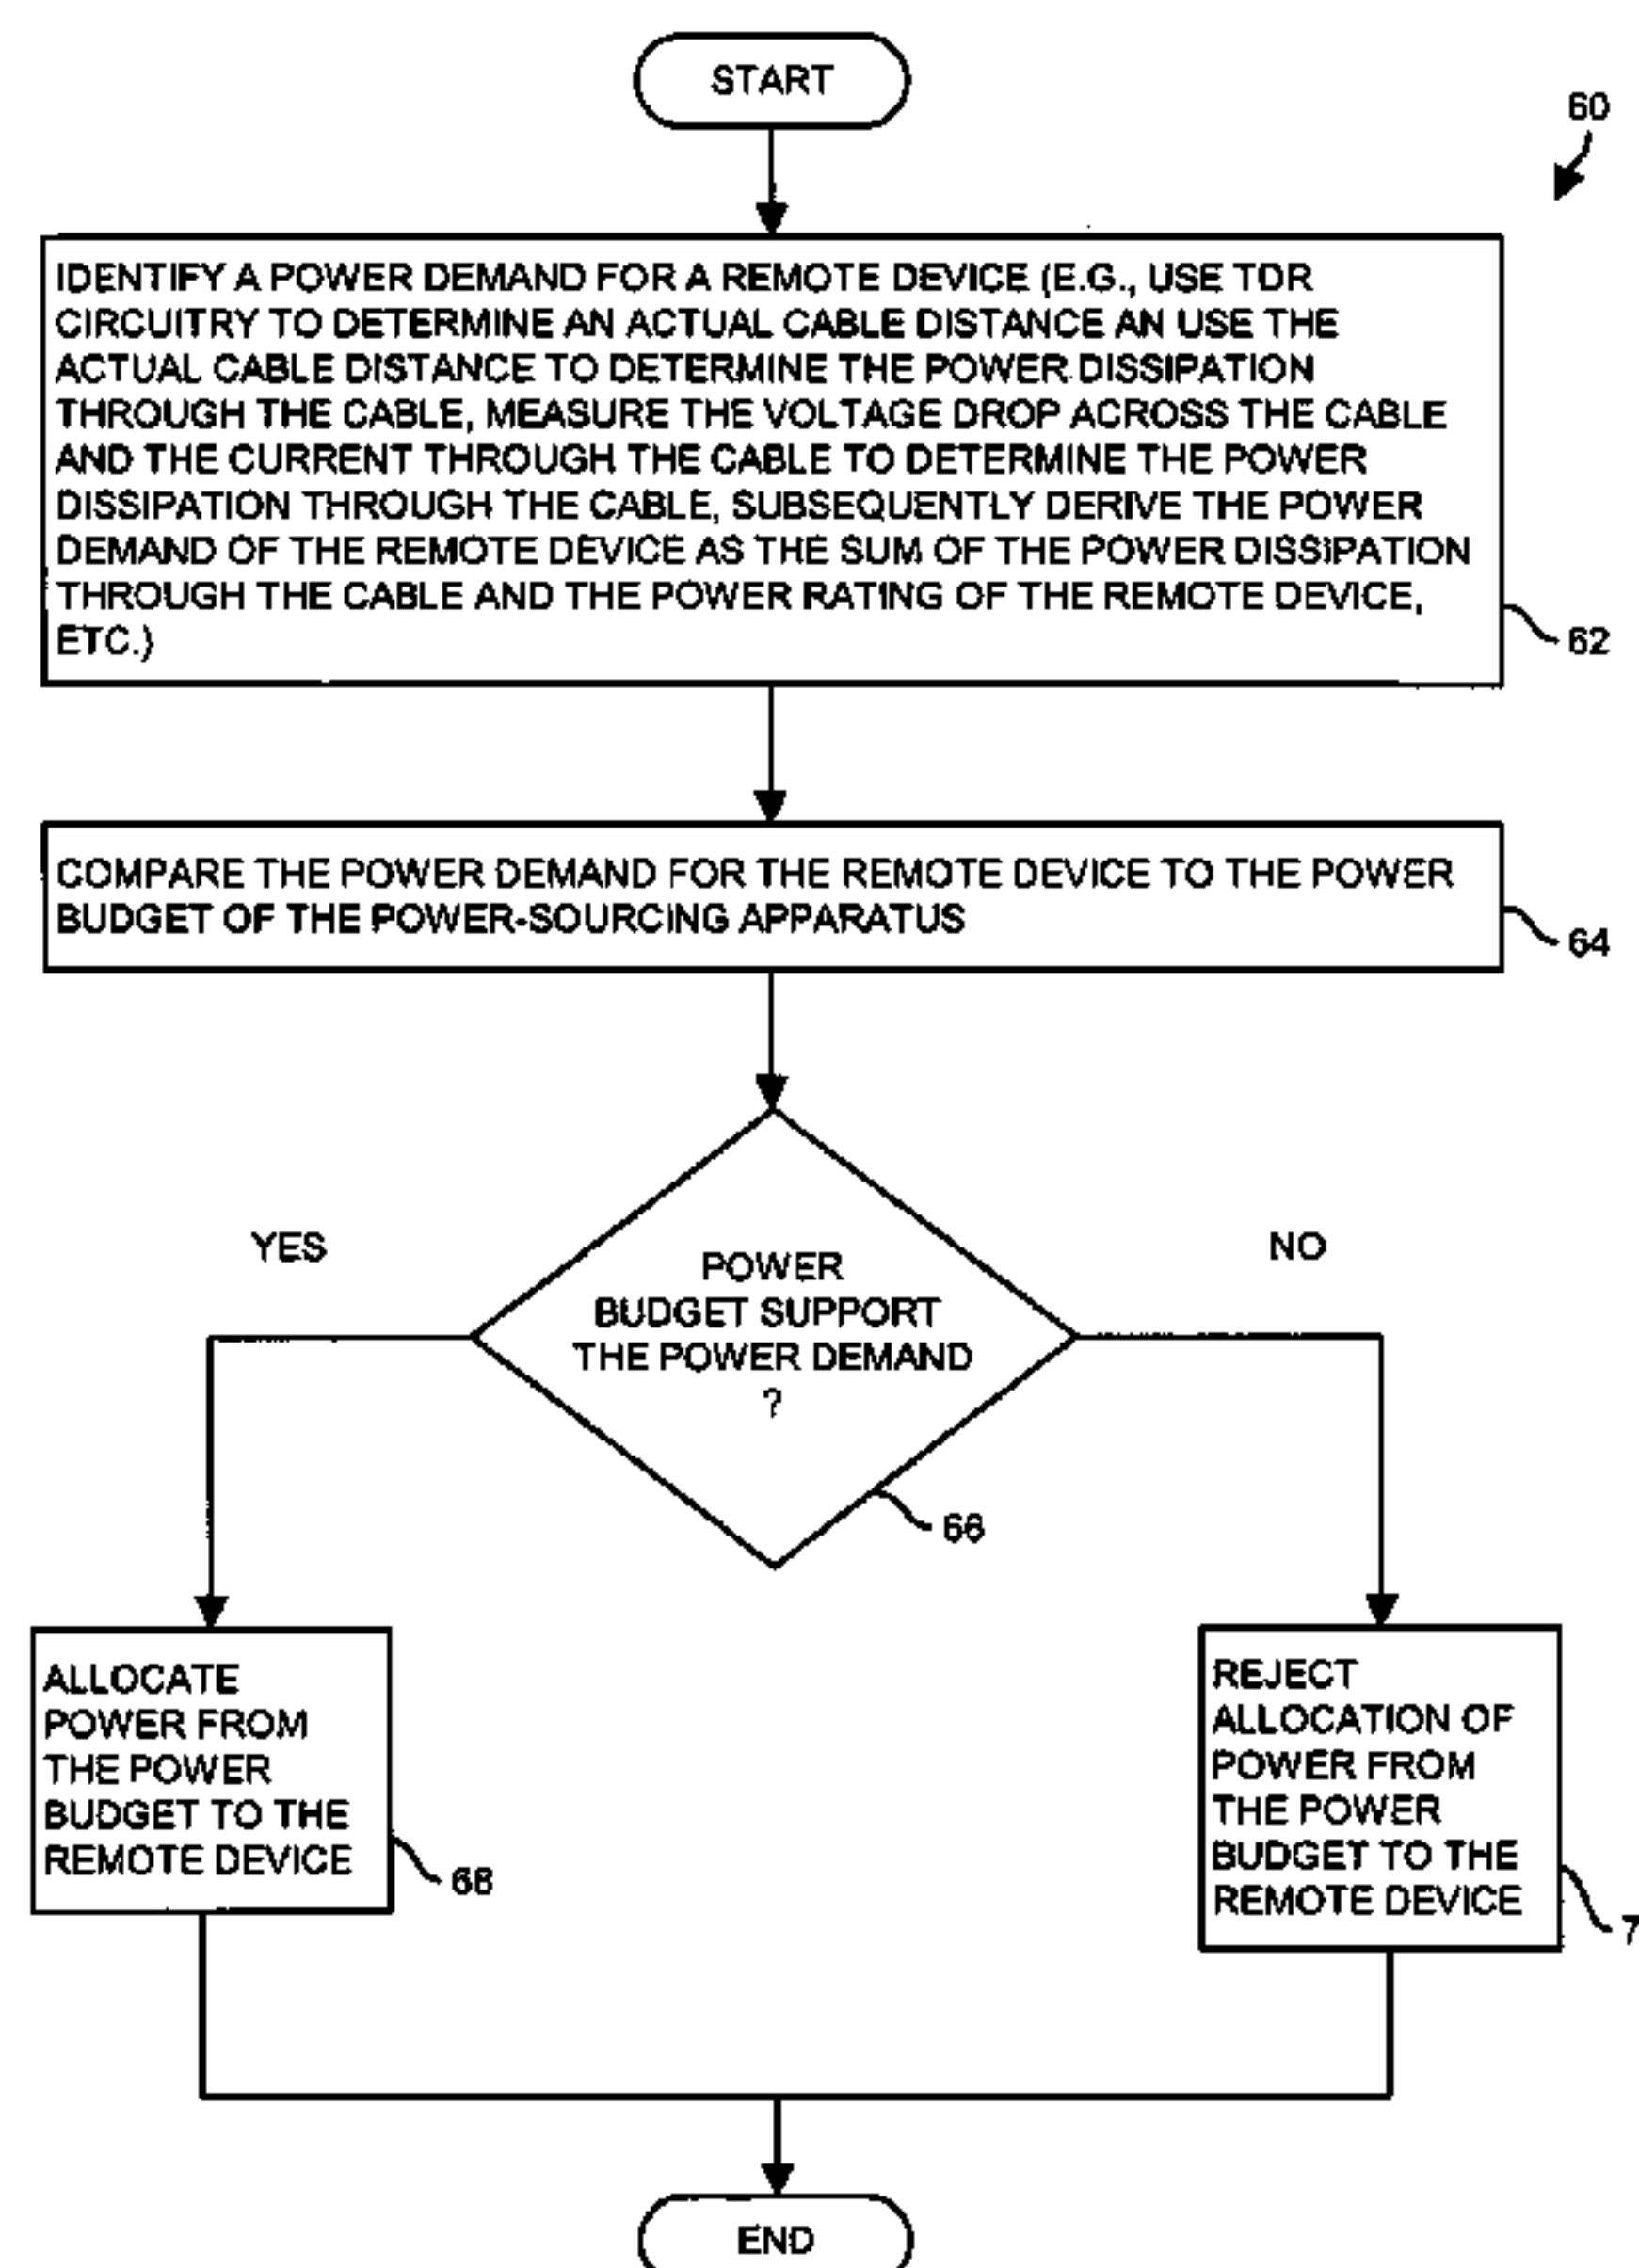 START
60
IDENTIFY A POWER DEMAND FOR A REMOTE DEVICE (E.G., USE TDR
CIRCUITRY TO DETERMINE AN ACTUAL CABLE DISTANCE AN USE THE
ACTUAL CABLE DISTANCE TO DETERMINE THE POWER DISSIPATION
THROUGH THE CABLE, MEASURE THE VOLTAGE DROP ACROSS THE CABLE
AND THE CURRENT THROUGH THE CABLE TO DETERMINE THE POWER
DISSIPATION THROUGH THE CABLE, SUBSEQUENTLY DERIVE THE POWER
DEMAND OF THE REMOTE DEVICE AS THE SUM OF THE POWER DISSIPATION
THROUGH THE CABLE AND THE POWER RATING OF THE REMOTE DEVICE,
ETC.)
62
COMPARE THE POWER DEMAND FOR THE REMOTE DEVICE TO THE POWER
BUDGET OF THE POWER-SOURCING APPARATUS
64
YES
NO
POWER
BUDGET SUPPORT
THE POWER DEMAND
?
66
ALLOCATE
POWER FROM
THE POWER
BUDGET TO THE
REMOTE DEVICE
68
REJECT
ALLOCATION OF
POWER FROM
THE POWER
BUDGET TO THE
REMOTE DEVICE
7
END